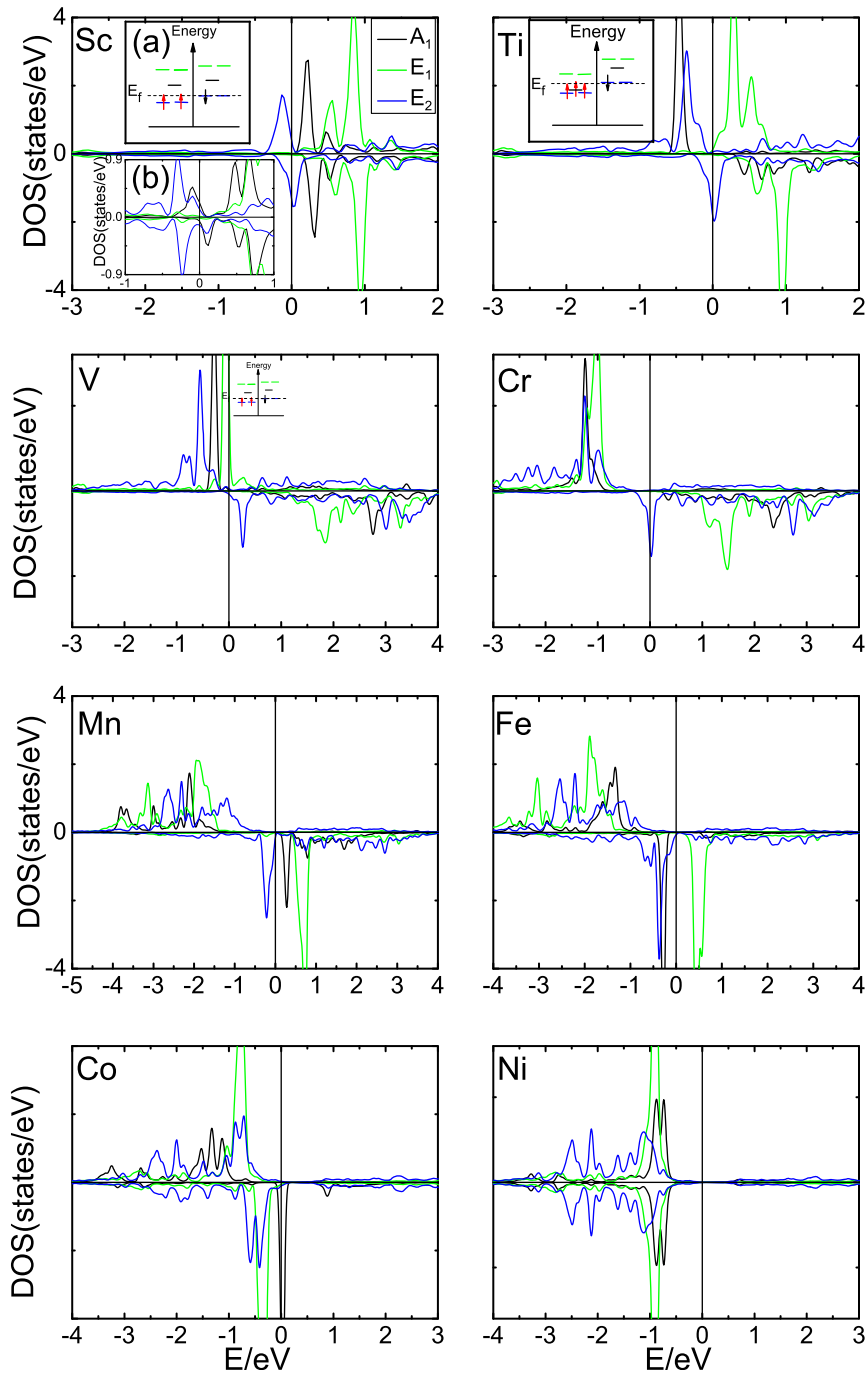 4
Sc
(a)
Energy
E_f
A_1
E_1
E_2
(b)
0.9
0.0
-0.9
-1 0 1
DOS(states/eV)
DOS(states/eV)
0
-4
-3 -2 -1 0 1 2
Ti
Energy
E_f
-3 -2 -1 0 1 2
V
Energy
E
DOS(states/eV)
-3 -2 -1 0 1 2 3 4
Cr
-3 -2 -1 0 1 2 3 4
4
Mn
DOS(states/eV)
0
-4
-5 -4 -3 -2 -1 0 1 2 3 4
Fe
-4 -3 -2 -1 0 1 2 3 4
Co
DOS(states/eV)
-4 -3 -2 -1 0 1 2 3
E/eV
Ni
-4 -3 -2 -1 0 1 2 3
E/eV